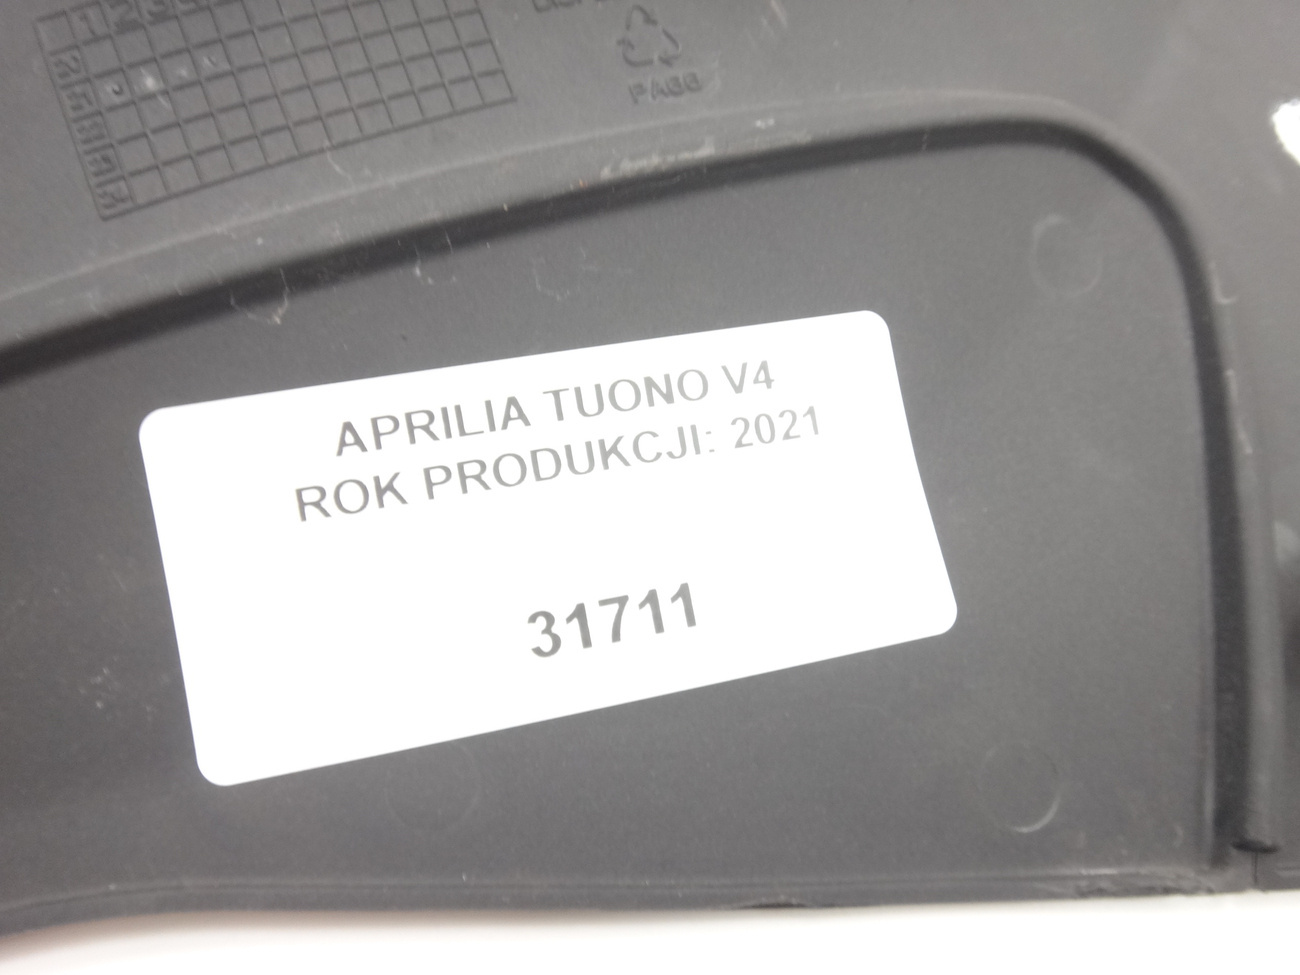 PA66
APRILIA TUONO V4
ROK PRODUKCJI: 2021
31711